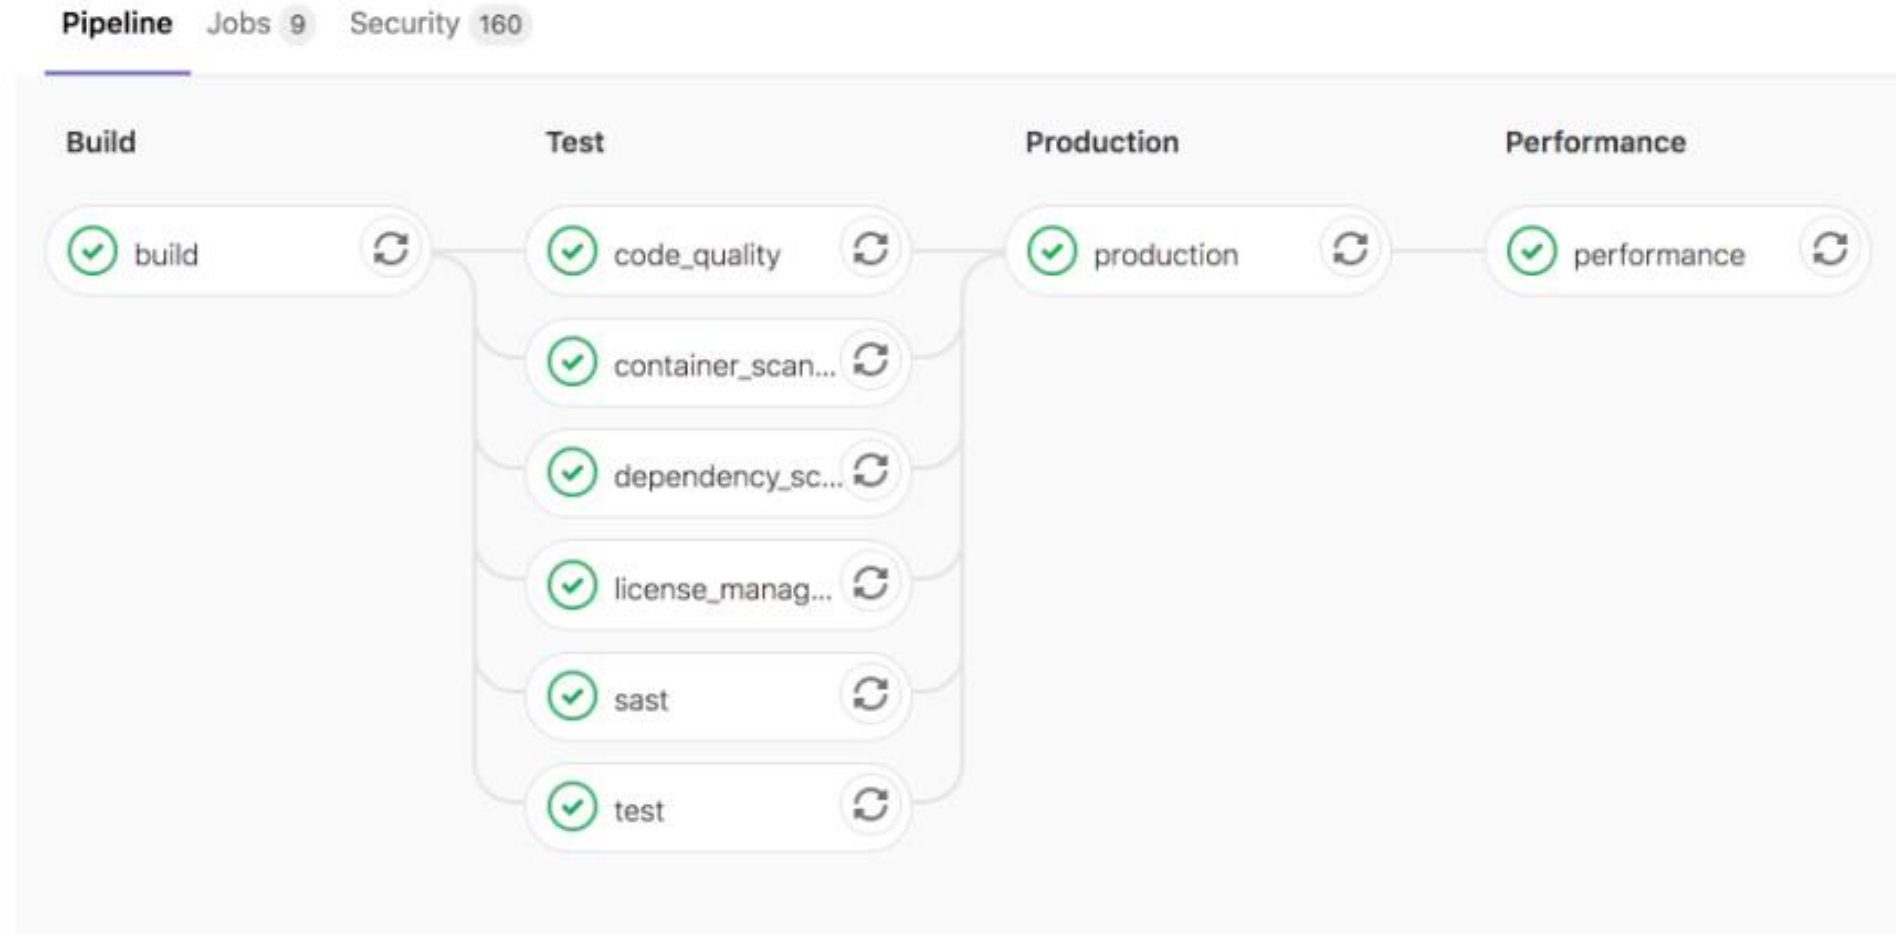 Pipeline Jobs 9 Security 160
Build Test Production Performance
build code_quality production performance
container_scan...
dependency_sc...
license_manag...
sast
test